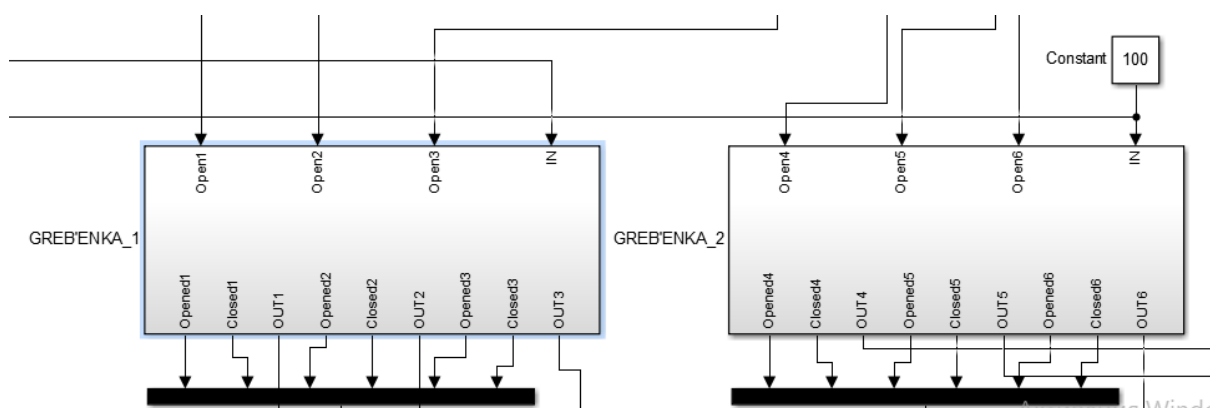 Constant 100
Open1 Open2 Open3 IN
Open4 Open5 Open6 IN
GREB'ENKA_1
GREB'ENKA_2
Opened1 Closed1 OUT1 Opened2 Closed2 OUT2 Opened3 Closed3 OUT3
Opened4 Closed4 OUT4 Opened5 Closed5 OUT5 Opened6 Closed6 OUT6